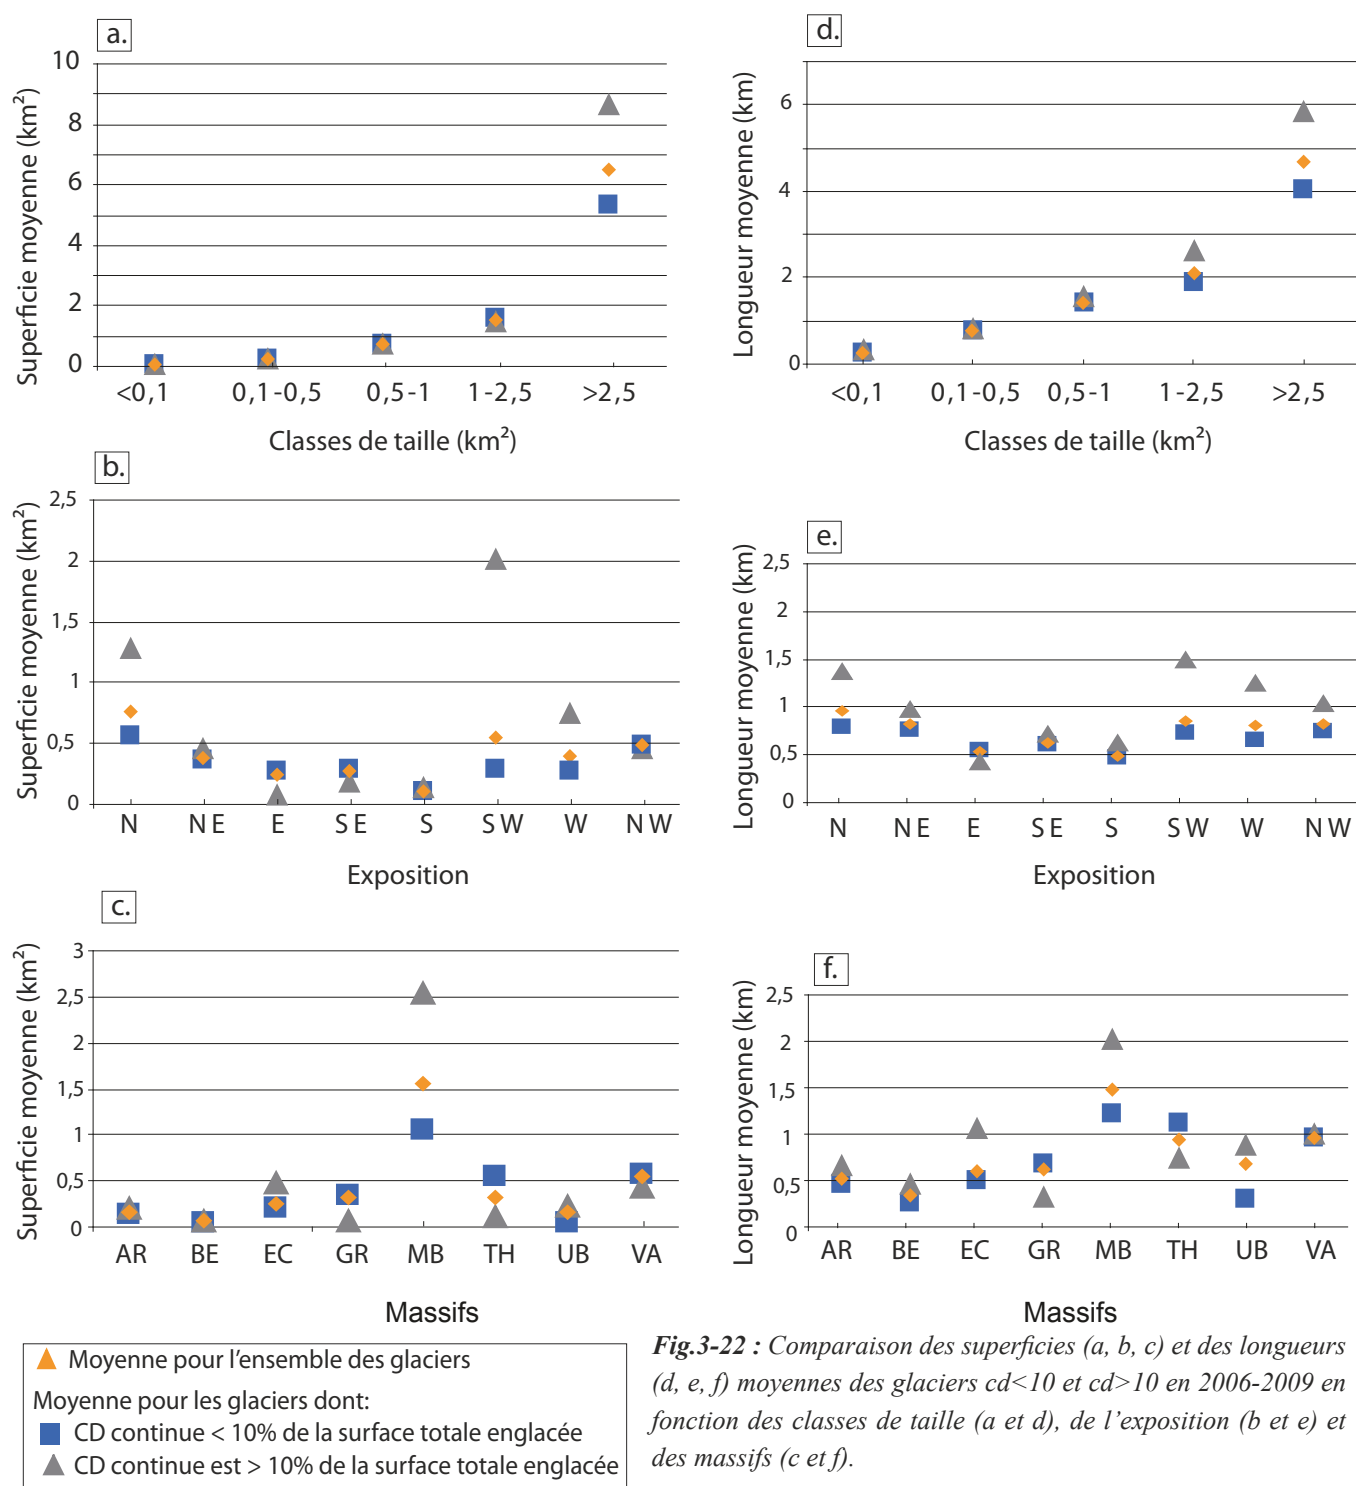 a.
Superficie moyenne (km²)
10
8
6
4
2
0
<0,1 0,1-0,5 0,5-1 1-2,5 >2,5
Classes de taille (km²)
d.
Longueur moyenne (km)
6
4
2
0
<0,1 0,1-0,5 0,5-1 1-2,5 >2,5
Classes de taille (km²)
b.
Superficie moyenne (km²)
2,5
2
1,5
1
0,5
0
N NE E SE S SW W NW
Exposition
e.
Longueur moyenne (km)
2,5
2
1,5
1
0,5
0
N NE E SE S SW W NW
Exposition
c.
Superficie moyenne (km²)
3
2,5
2
1,5
1
0,5
0
AR BE EC GR MB TH UB VA
Massifs
f.
Longueur moyenne (km)
2,5
2
1,5
1
0,5
0
AR BE EC GR MB TH UB VA
Massifs
Moyenne pour l'ensemble des glaciers
Moyenne pour les glaciers dont:
CD continue < 10% de la surface totale englacée
CD continue est > 10% de la surface totale englacée
Fig.3-22 : Comparaison des superficies (a, b, c) et des longueurs
(d, e, f) moyennes des glaciers cd<10 et cd>10 en 2006-2009 en
fonction des classes de taille (a et d), de l'exposition (b et e) et
des massifs (c et f).